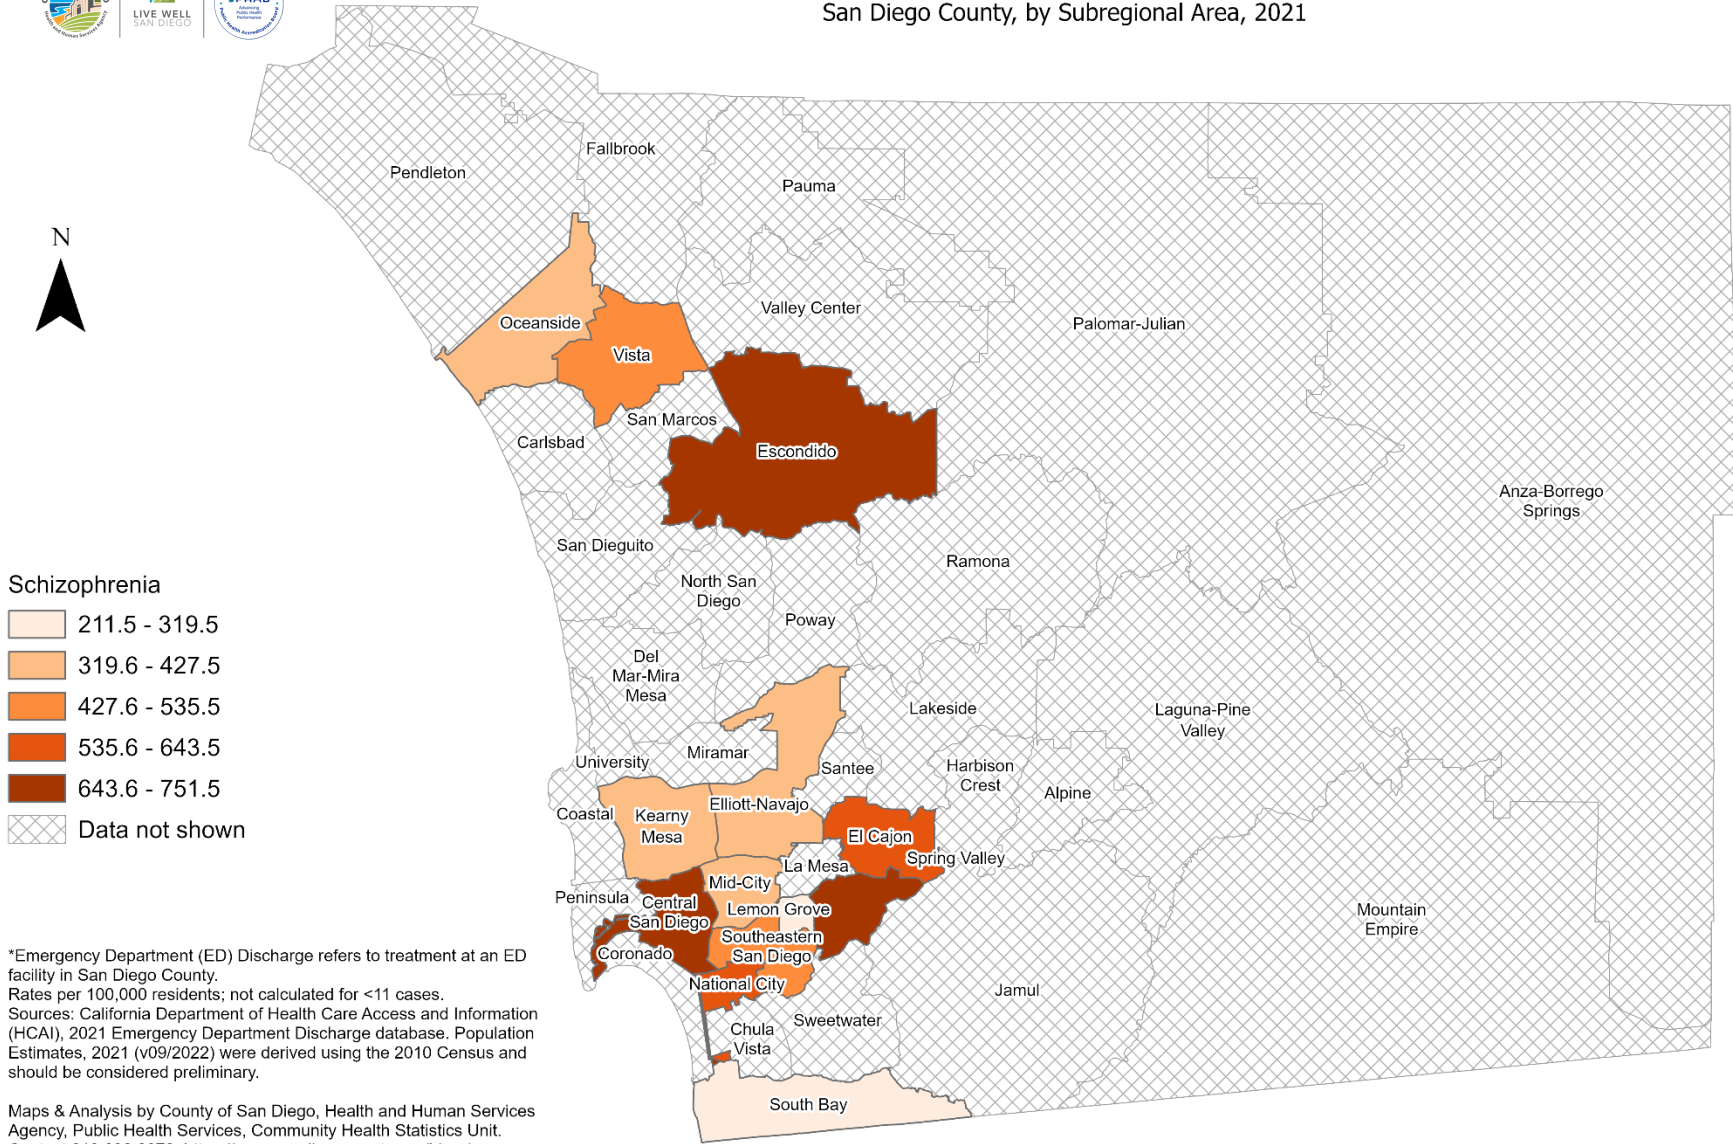 LIVE WELL
SAN DIEGO
San Diego County, by Subregional Area, 2021
Fallbrook
Pendleton
Pauma
N
Valley Center
Oceanside
Palomar-Julian
Vista
San Marcos
Carlsbad
Escondido
Anza-Borrego
Springs
San Dieguito
Ramona
North San
Diego
Poway
Del
Mar-Mira
Mesa
Lakeside
Laguna-Pine
Valley
Miramar
University
Santee
Harbison
Crest
Alpine
Coastal
Kearny
Mesa
Elliott-Navajo
El Cajon
La Mesa
Spring Valley
Mid-City
Peninsula
Central
San Diego
Lemon Grove
Mountain
Empire
Southeastern
San Diego
Coronado
National City
Jamul
Sweetwater
Chula
Vista
South Bay
Schizophrenia
211.5 - 319.5
319.6 - 427.5
427.6 - 535.5
535.6 - 643.5
643.6 - 751.5
Data not shown
*Emergency Department (ED) Discharge refers to treatment at an ED
facility in San Diego County.
Rates per 100,000 residents; not calculated for <11 cases.
Sources: California Department of Health Care Access and Information
(HCAI), 2021 Emergency Department Discharge database. Population
Estimates, 2021 (v09/2022) were derived using the 2010 Census and
should be considered preliminary.
Maps & Analysis by County of San Diego, Health and Human Services
Agency, Public Health Services, Community Health Statistics Unit.